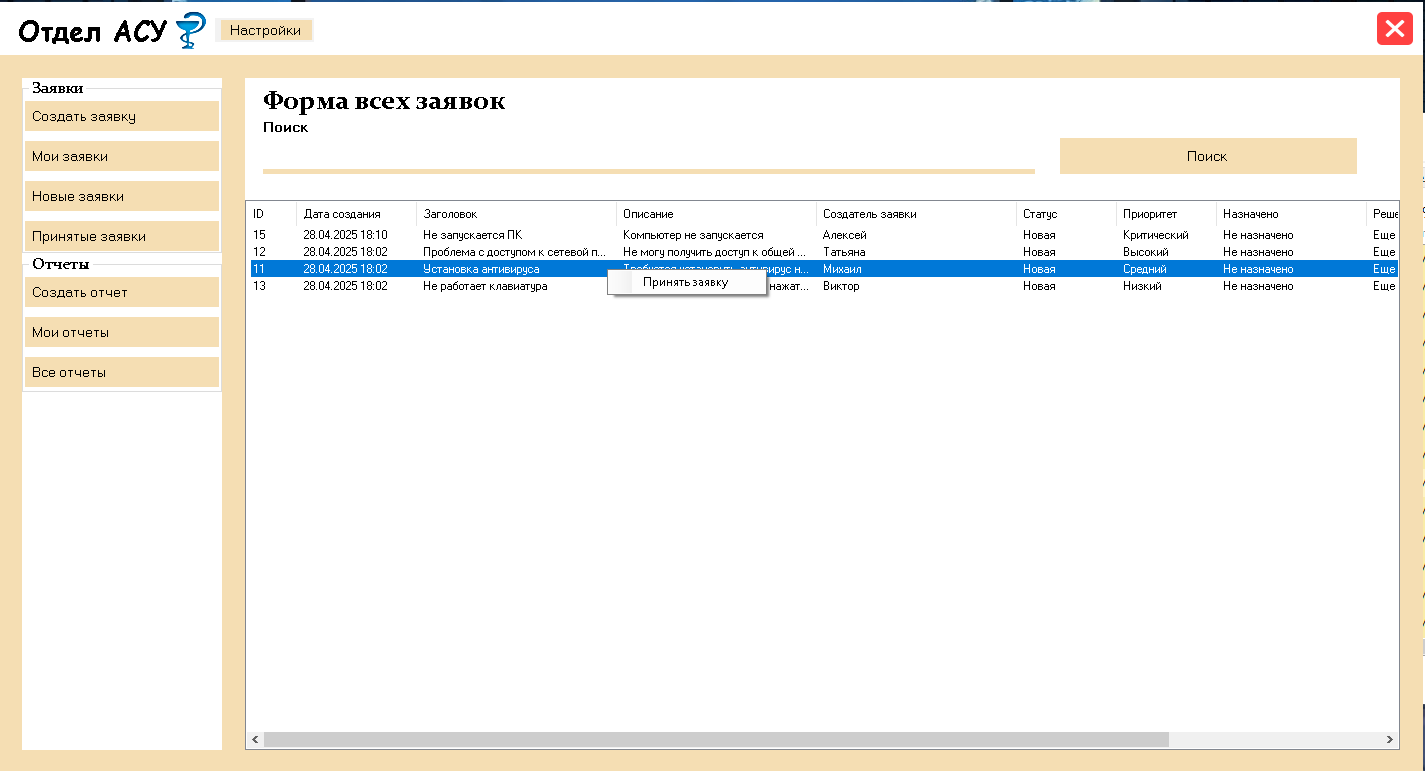 Отдел АСУ
Настройки
Заявки
Создать заявку
Мои заявки
Новые заявки
Принятые заявки
Отчеты
Создать отчет
Мои отчеты
Все отчеты
Форма всех заявок
Поиск
Поиск
ID Дата создания Заголовок Описание Создатель заявки Статус Приоритет Назначено Реше
15 28.04.2025 18:10 Не запускается ПК Компьютер не запускается Алексей Новая Критический Не назначено Еще
12 28.04.2025 18:02 Проблема с доступом к сетевой п... Не могу получить доступ к общей ... Татьяна Новая Высокий Не назначено Еще
11 28.04.2025 18:02 Установка антивируса Требуется установить антивирус н... Михаил Новая Средний Не назначено Еще
Принять заявку
13 28.04.2025 18:02 Не работает клавиатура нажат... Виктор Новая Низкий Не назначено Еще